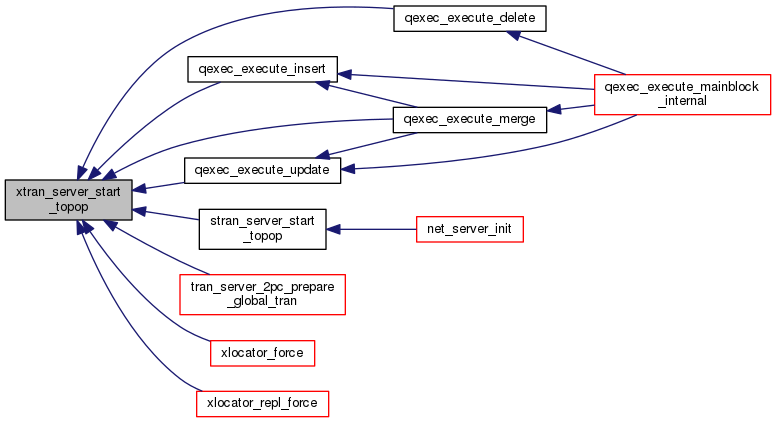 qexec_execute_delete
qexec_execute_insert
qexec_execute_mainblock
_internal
qexec_execute_merge
qexec_execute_update
xtran_server_start
_topop
stran_server_start
_topop
net_server_init
tran_server_2pc_prepare
_global_tran
xlocator_force
xlocator_repl_force